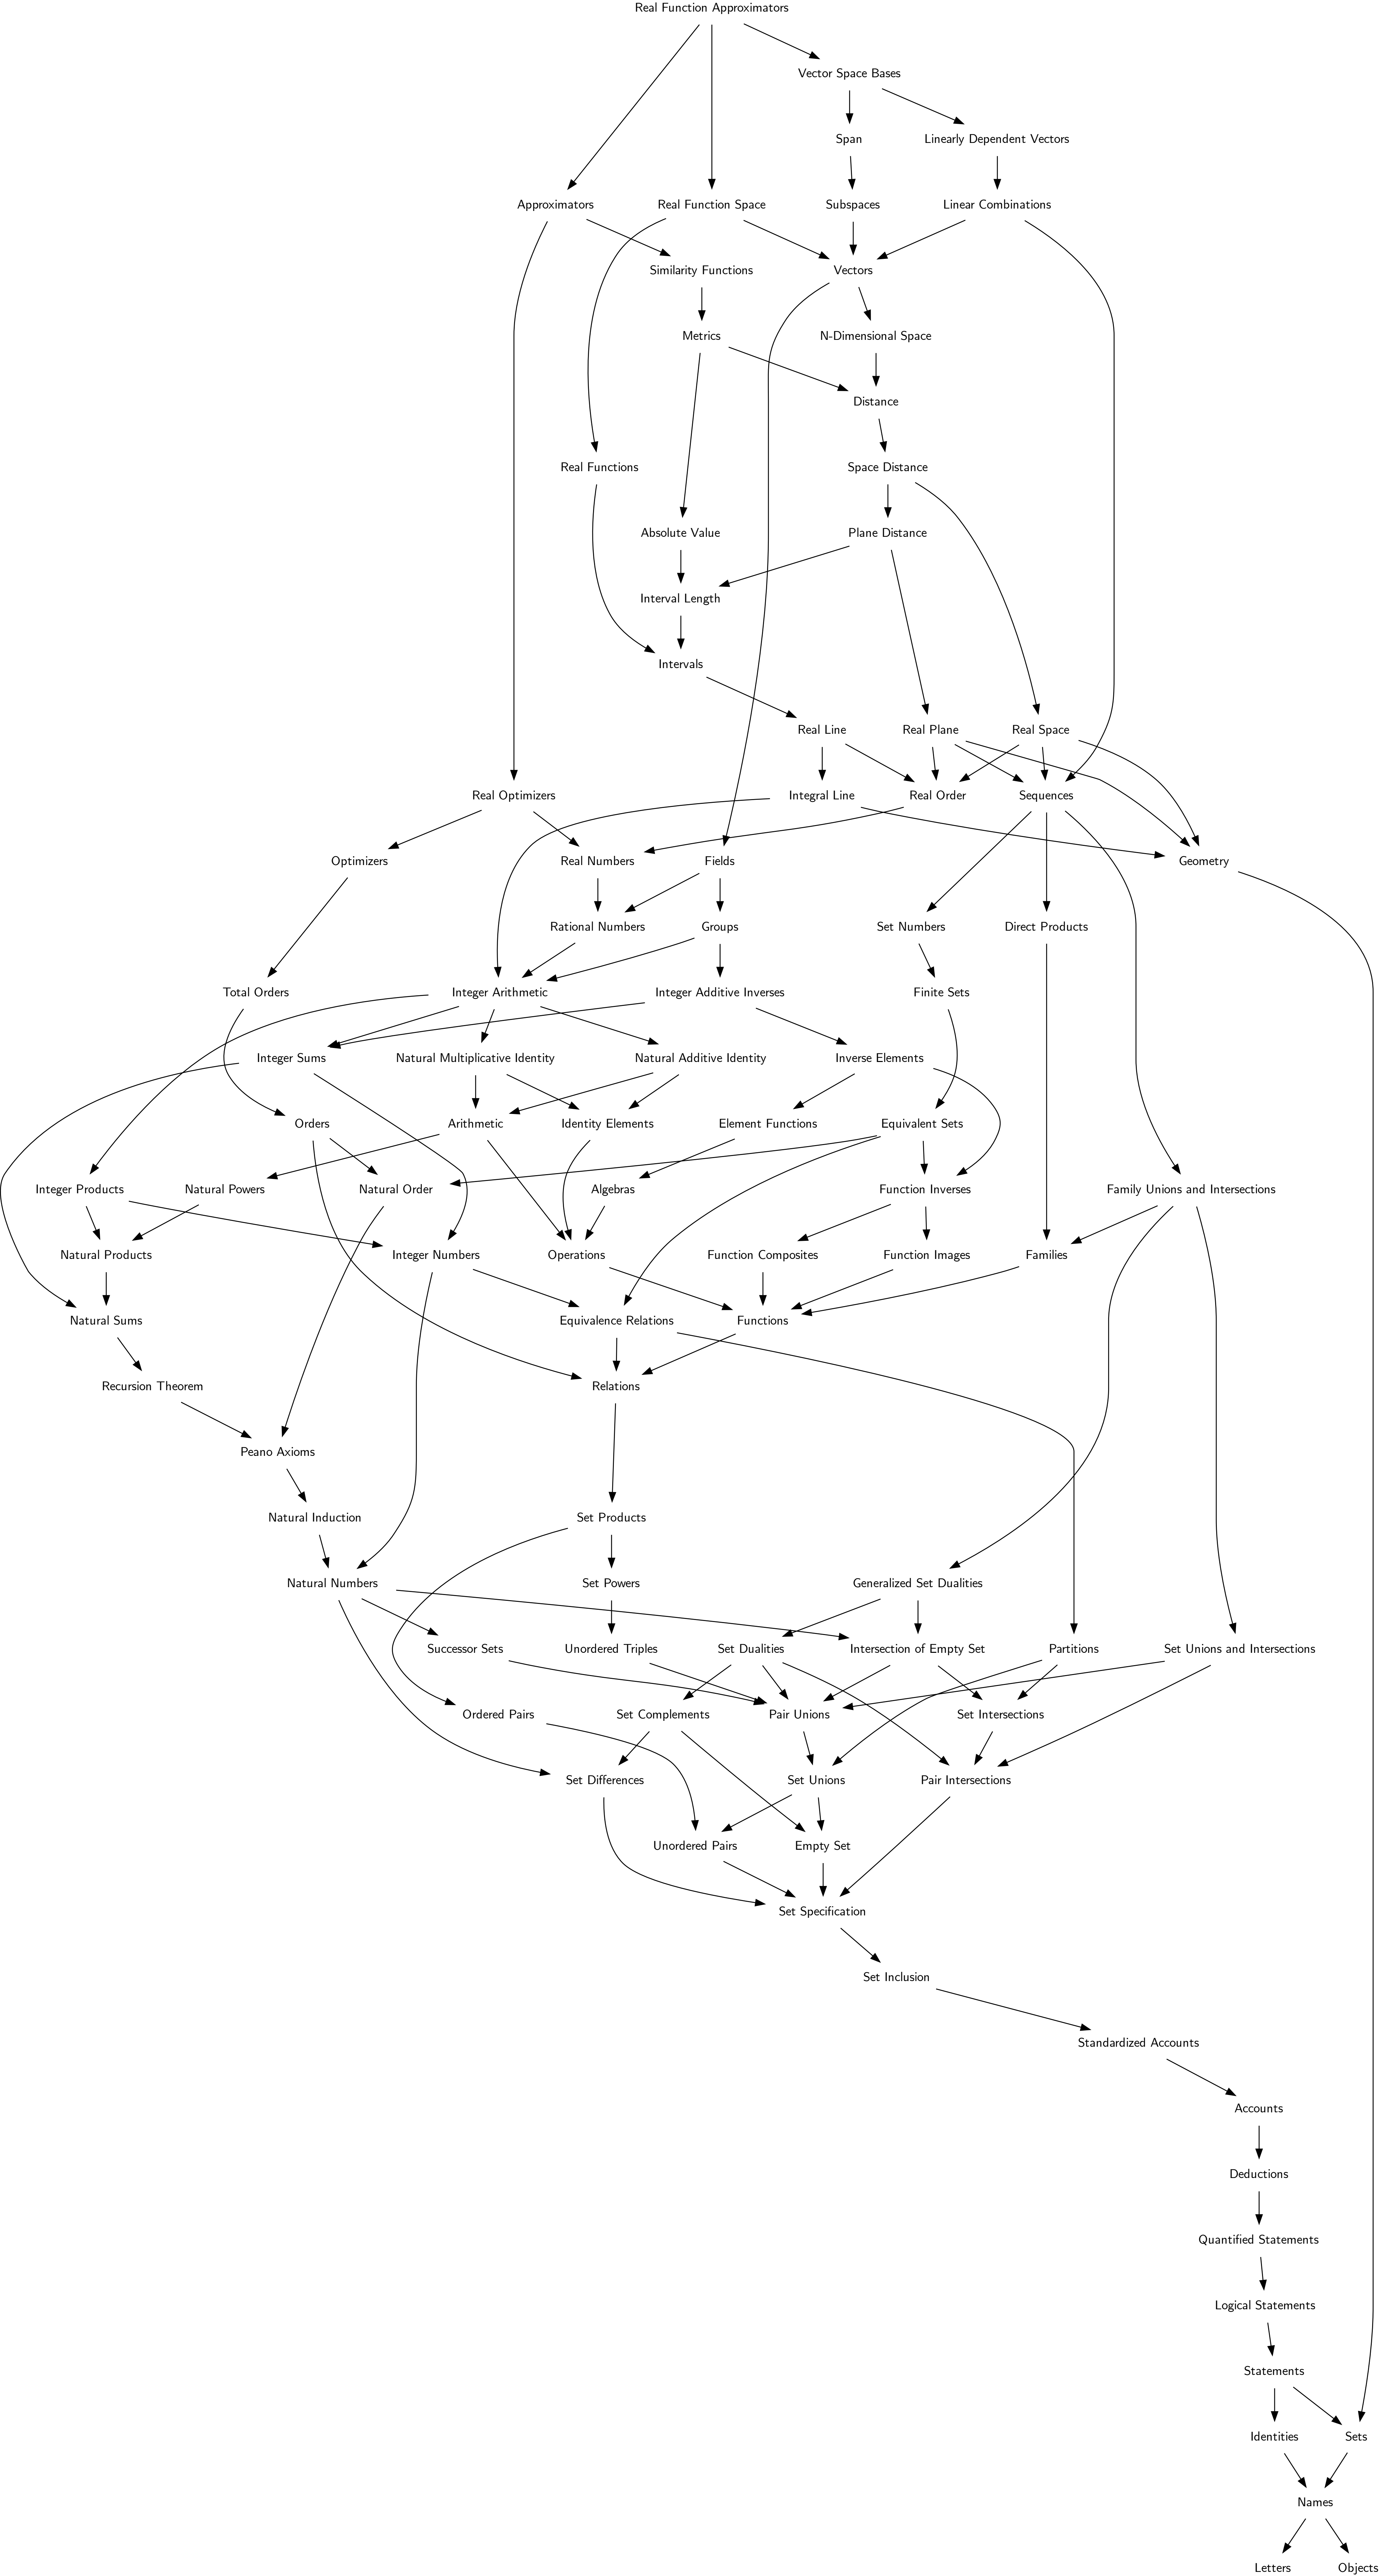 Real Function Approximators
Vector Space Bases
Span
Linearly Dependent Vectors
Approximators
Real Function Space
Subspaces
Linear Combinations
Similarity Functions
Vectors
Metrics
N-Dimensional Space
Distance
Real Functions
Space Distance
Absolute Value
Plane Distance
Interval Length
Intervals
Real Line
Real Plane
Real Space
Real Optimizers
Integral Line
Real Order
Sequences
Optimizers
Real Numbers
Fields
Geometry
Rational Numbers
Groups
Set Numbers
Direct Products
Total Orders
Integer Arithmetic
Integer Additive Inverses
Finite Sets
Integer Sums
Natural Multiplicative Identity
Natural Additive Identity
Inverse Elements
Orders
Arithmetic
Identity Elements
Element Functions
Equivalent Sets
Integer Products
Natural Powers
Natural Order
Algebras
Function Inverses
Family Unions and Intersections
Natural Products
Integer Numbers
Operations
Function Composites
Function Images
Families
Natural Sums
Equivalence Relations
Functions
Recursion Theorem
Relations
Peano Axioms
Natural Induction
Set Products
Natural Numbers
Set Powers
Generalized Set Dualities
Successor Sets
Unordered Triples
Set Dualities
Intersection of Empty Set
Partitions
Set Unions and Intersections
Ordered Pairs
Set Complements
Pair Unions
Set Intersections
Set Differences
Set Unions
Pair Intersections
Unordered Pairs
Empty Set
Set Specification
Set Inclusion
Standardized Accounts
Accounts
Deductions
Quantified Statements
Logical Statements
Statements
Identities
Sets
Names
Letters
Objects